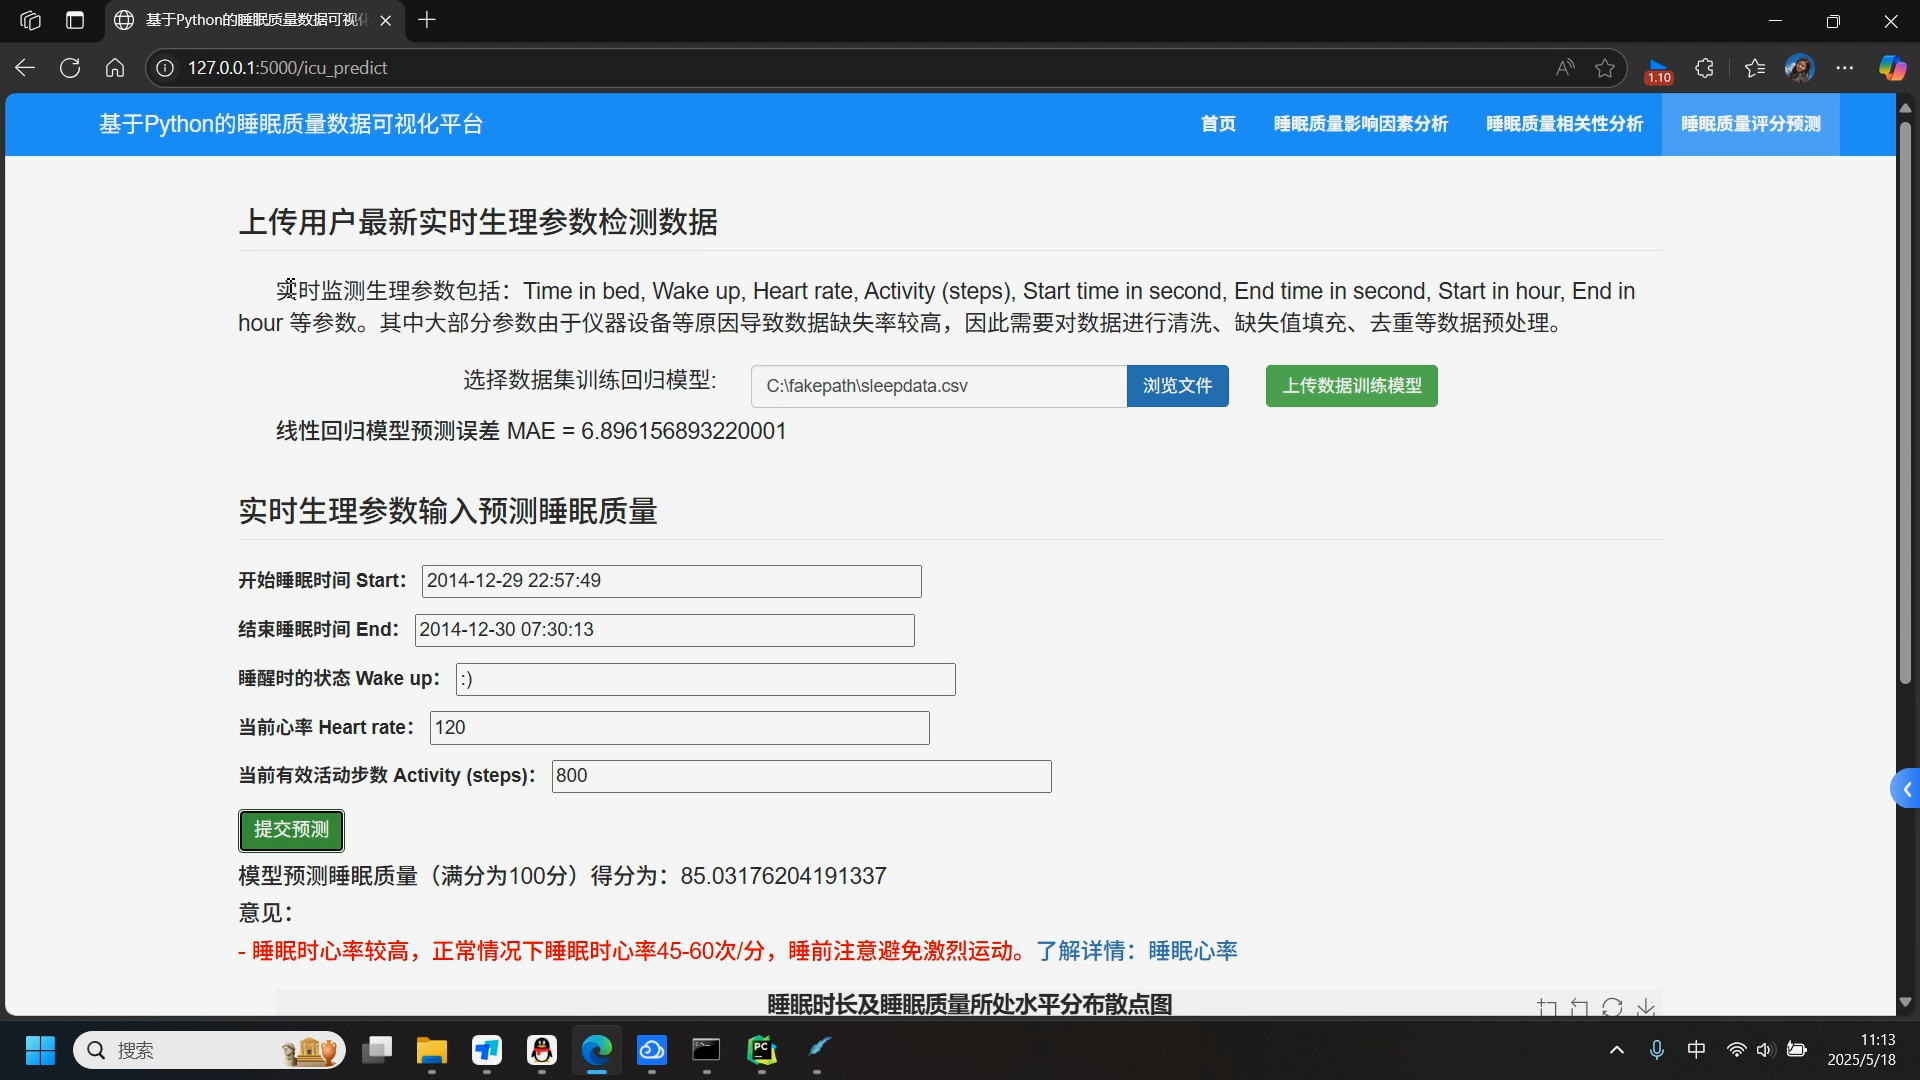 基于Python的睡眠质量数据可视化
127.0.0.1:5000/icu_predict
1.10
基于Python的睡眠质量数据可视化平台
首页
睡眠质量影响因素分析
睡眠质量相关性分析
睡眠质量评分预测
上传用户最新实时生理参数检测数据
实时监测生理参数包括：Time in bed, Wake up, Heart rate, Activity (steps), Start time in second, End time in second, Start in hour, End in
hour 等参数。其中大部分参数由于仪器设备等原因导致数据缺失率较高，因此需要对数据进行清洗、缺失值填充、去重等数据预处理。
选择数据集训练回归模型: C:\fakepath\sleepdata.csv 浏览文件 上传数据训练模型
线性回归模型预测误差 MAE = 6.896156893220001
实时生理参数输入预测睡眠质量
开始睡眠时间 Start： 2014-12-29 22:57:49
结束睡眠时间 End： 2014-12-30 07:30:13
睡醒时的状态 Wake up： :)
当前心率 Heart rate： 120
当前有效活动步数 Activity (steps)： 800
提交预测
模型预测睡眠质量（满分为100分）得分为：85.03176204191337
意见：
- 睡眠时心率较高，正常情况下睡眠时心率45-60次/分，睡前注意避免激烈运动。了解详情：睡眠心率
睡眠时长及睡眠质量所处水平分布散点图
搜索
PC
中
11:13
2025/5/18